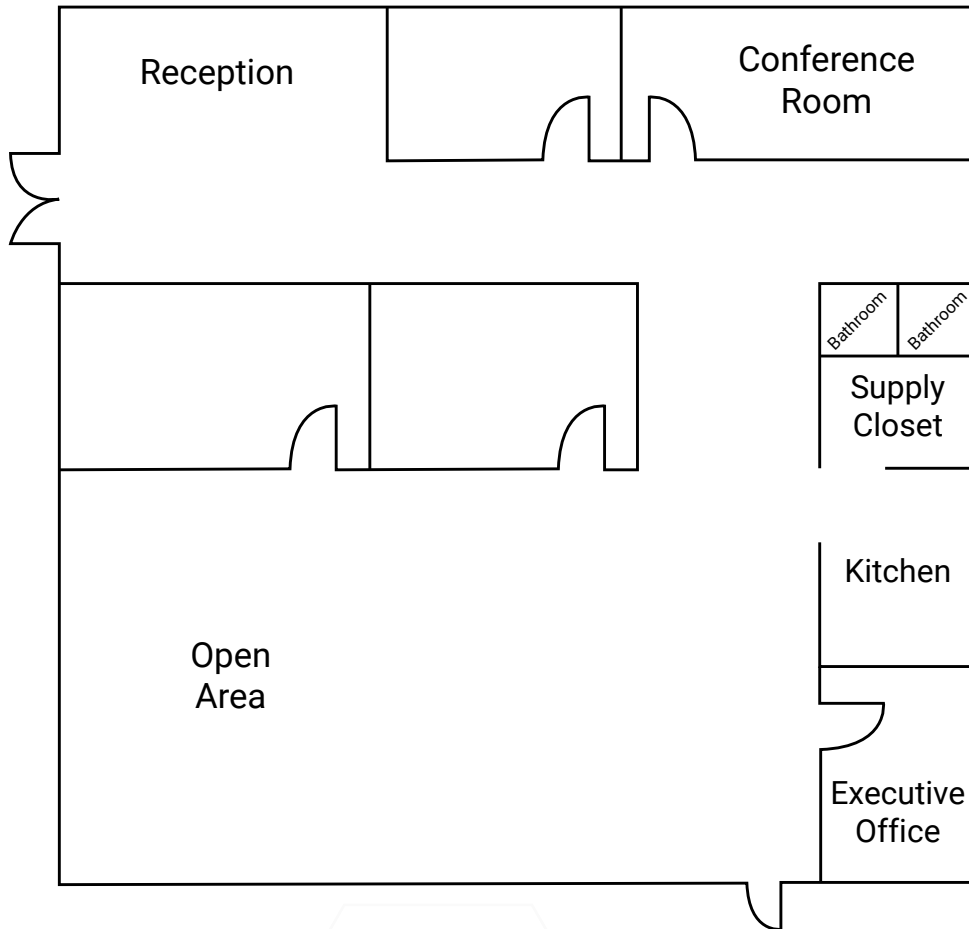 Reception
Conference
Room
Bathroom
Bathroom
Supply
Closet
Kitchen
Open
Area
Executive
Office